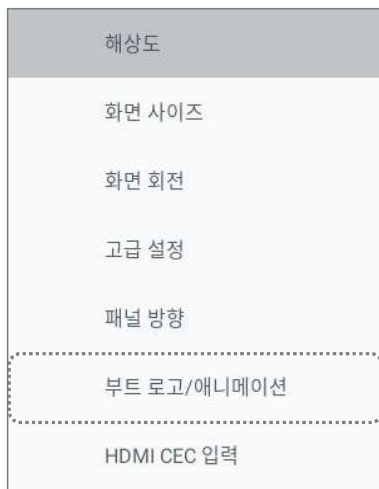 해상도
화면 사이즈
화면 회전
고급 설정
패널 방향
부트 로고/애니메이션
HDMI CEC 입력